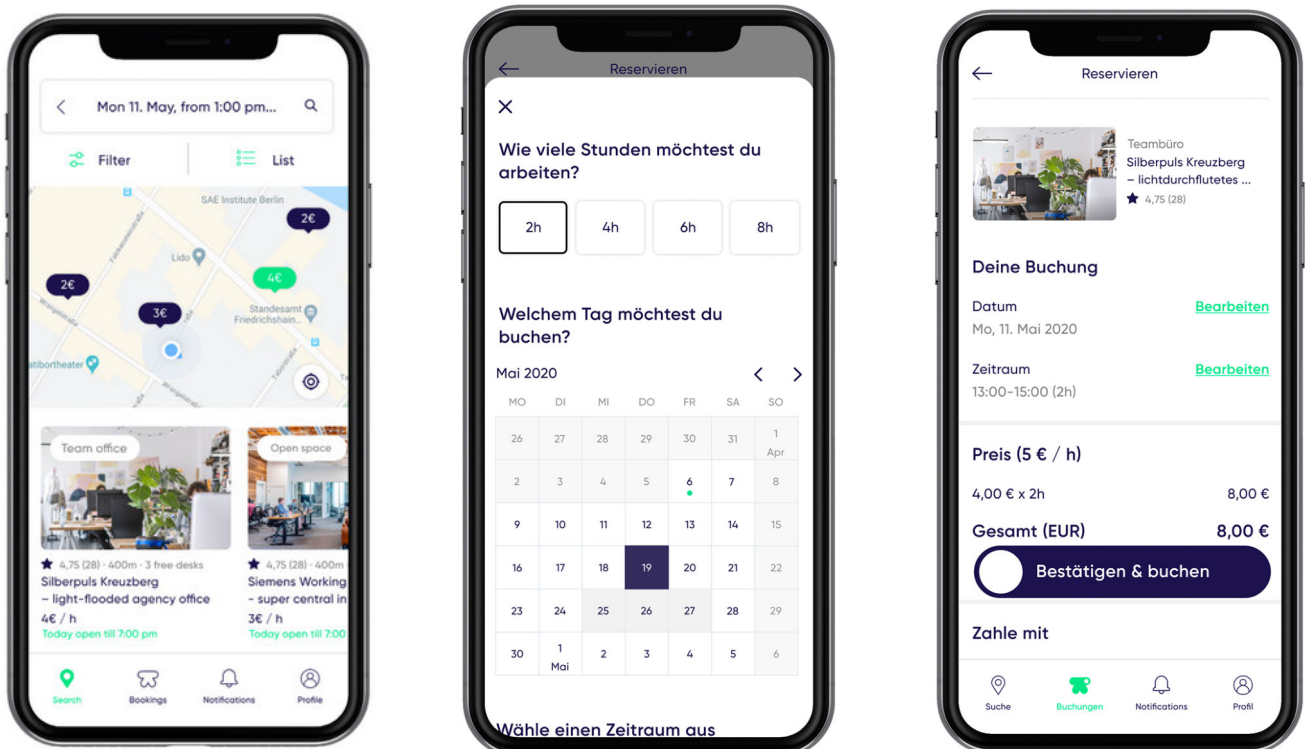 Mon 11. May, from 1:00 pm...
Filter
List
SAE Institute Berlin
2€
Lido
4€
2€
3€
Standesamt
Friedrichshain...
Falckensteinstraße
Wrangelstraße
atibortheater
Taborstraße
Wrangelstraße
Team office
Open space
4,75 (28) · 400m · 3 free desks
Silberpuls Kreuzberg
– light-flooded agency office
4€ / h
Today open till 7:00 pm
4,75 (28) · 400m
Siemens Working
– super central in
3€ / h
Today open till 7:00
Search
Bookings
Notifications
Profile
Reservieren
Wie viele Stunden möchtest du
arbeiten?
2h
4h
6h
8h
Welchem Tag möchtest du
buchen?
Mai 2020
MO DI MI DO FR SA SO
26 27 28 29 30 31 1
Apr
2 3 4 5 6 7 8
9 10 11 12 13 14 15
16 17 18 19 20 21 22
23 24 25 26 27 28 29
30 1 2 3 4 5 6
Mai
Wähle einen Zeitraum aus
Reservieren
Teambüro
Silberpuls Kreuzberg
– lichtdurchflutetes ...
4,75 (28)
Deine Buchung
Datum
Bearbeiten
Mo, 11. Mai 2020
Zeitraum
Bearbeiten
13:00-15:00 (2h)
Preis (5 € / h)
4,00 € x 2h
8,00 €
Gesamt (EUR)
8,00 €
Bestätigen & buchen
Zahle mit
Suche
Buchungen
Notifications
Profil